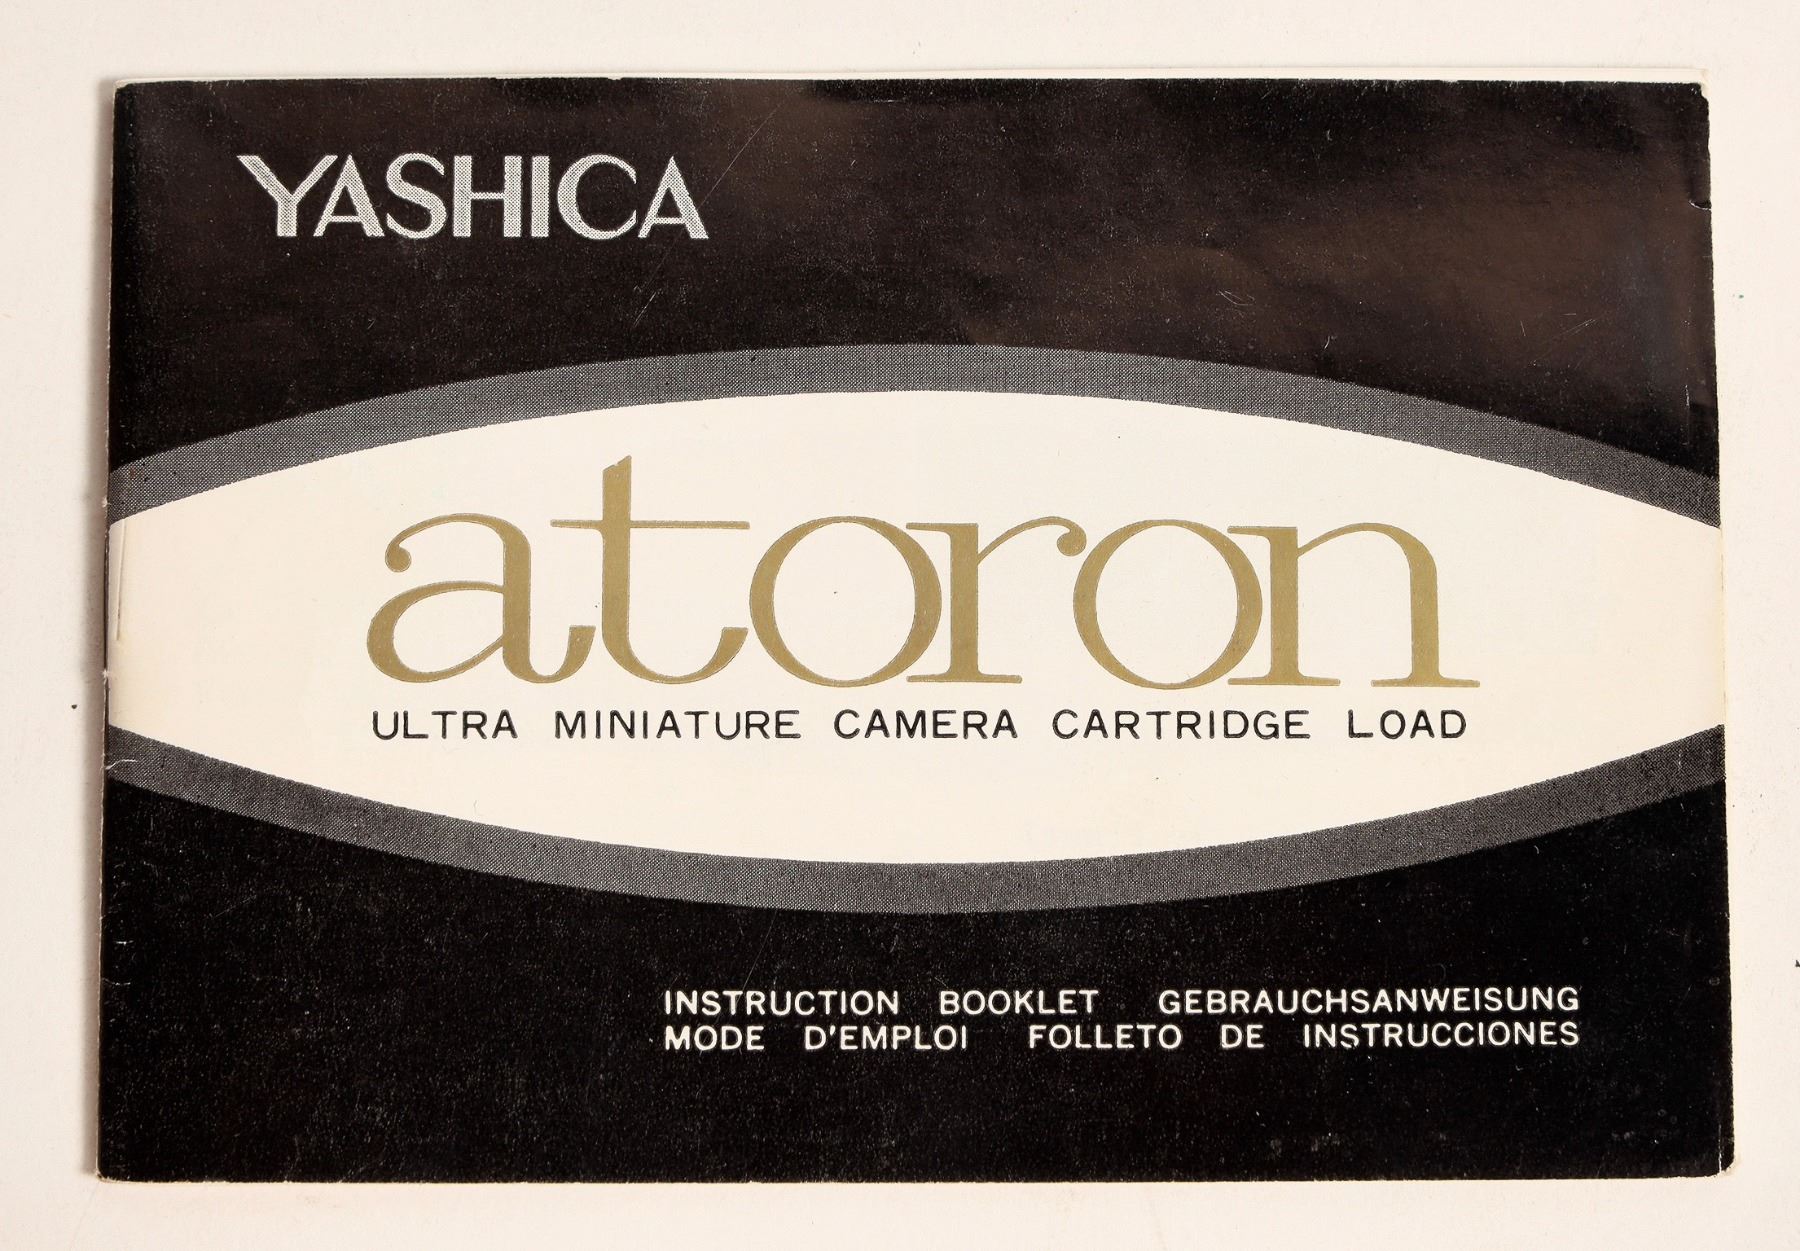 YASHICA
atoron
ULTRA MINIATURE CAMERA CARTRIDGE LOAD
INSTRUCTION BOOKLET GEBRAUCHSANWEISUNG
MODE D'EMPLOI FOLLETO DE INSTRUCCIONES